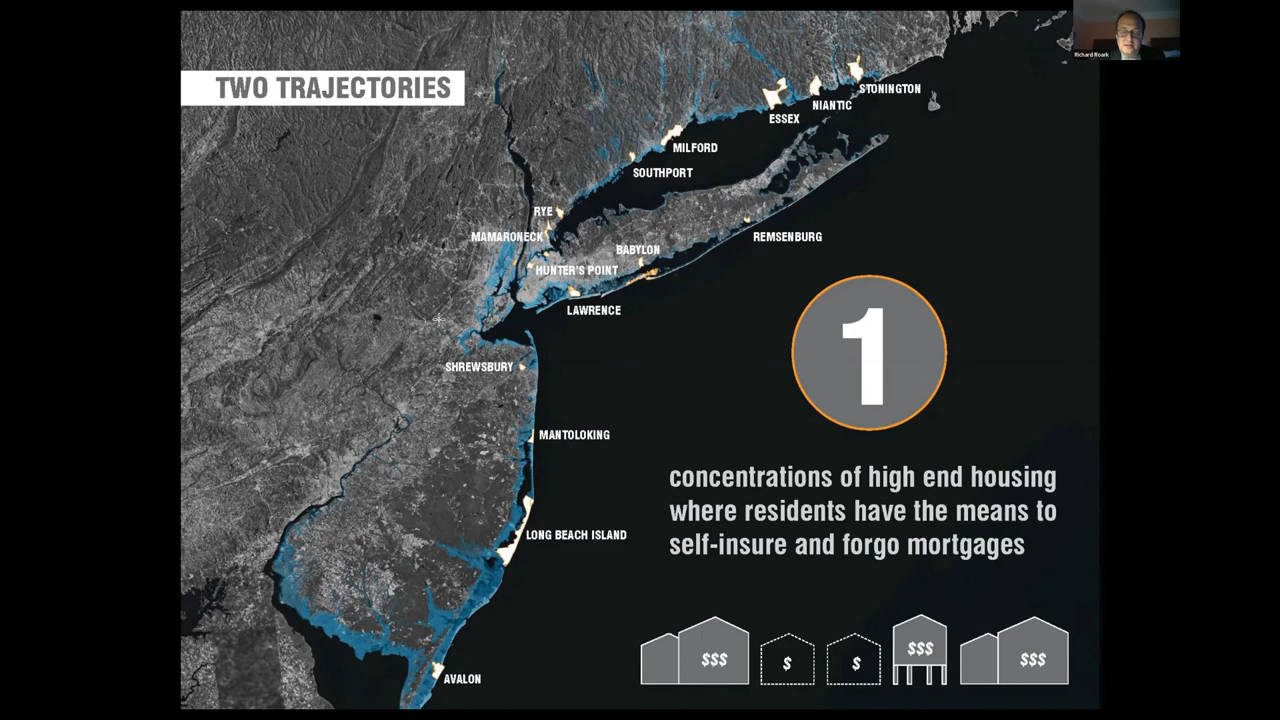 Richard Roark
TWO TRAJECTORIES
STONINGTON
NIANTIC
ESSEX
MILFORD
SOUTHPORT
RYE
MAMARONECK
REMSENBURG
BABYLON
HUNTER'S POINT
LAWRENCE
SHREWSBURY
MANTOLOKING
LONG BEACH ISLAND
AVALON
1
concentrations of high end housing
where residents have the means to
self-insure and forgo mortgages
$$$ $ $ $$$ $$$